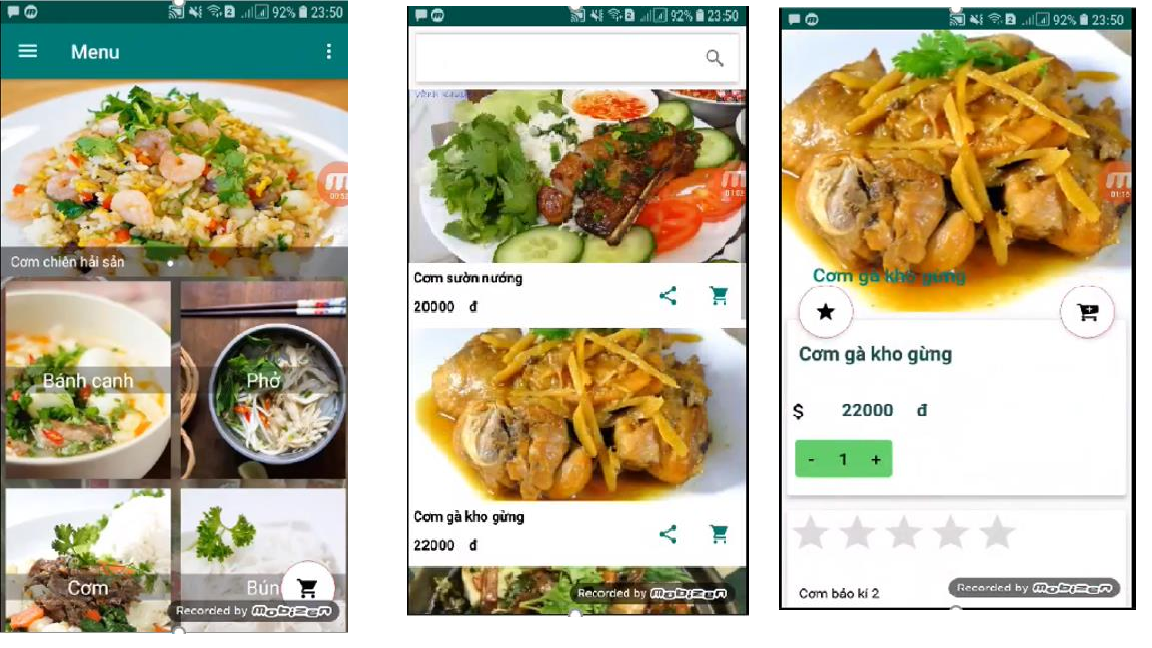 92% 23:50
Menu
00:53
Cơm chiên hải sản
Bánh canh
Phở
Cơm
Bún
Recorded by mobizen
92% 23:50
Cơm sườn nướng
20000 đ
Cơm gà kho gừng
22000 đ
Recorded by mobizen
92% 23:50
Cơm gà kho gừng
Cơm gà kho gừng
$ 22000 đ
- 1 +
Cơm bảo kí 2
Recorded by mobizen